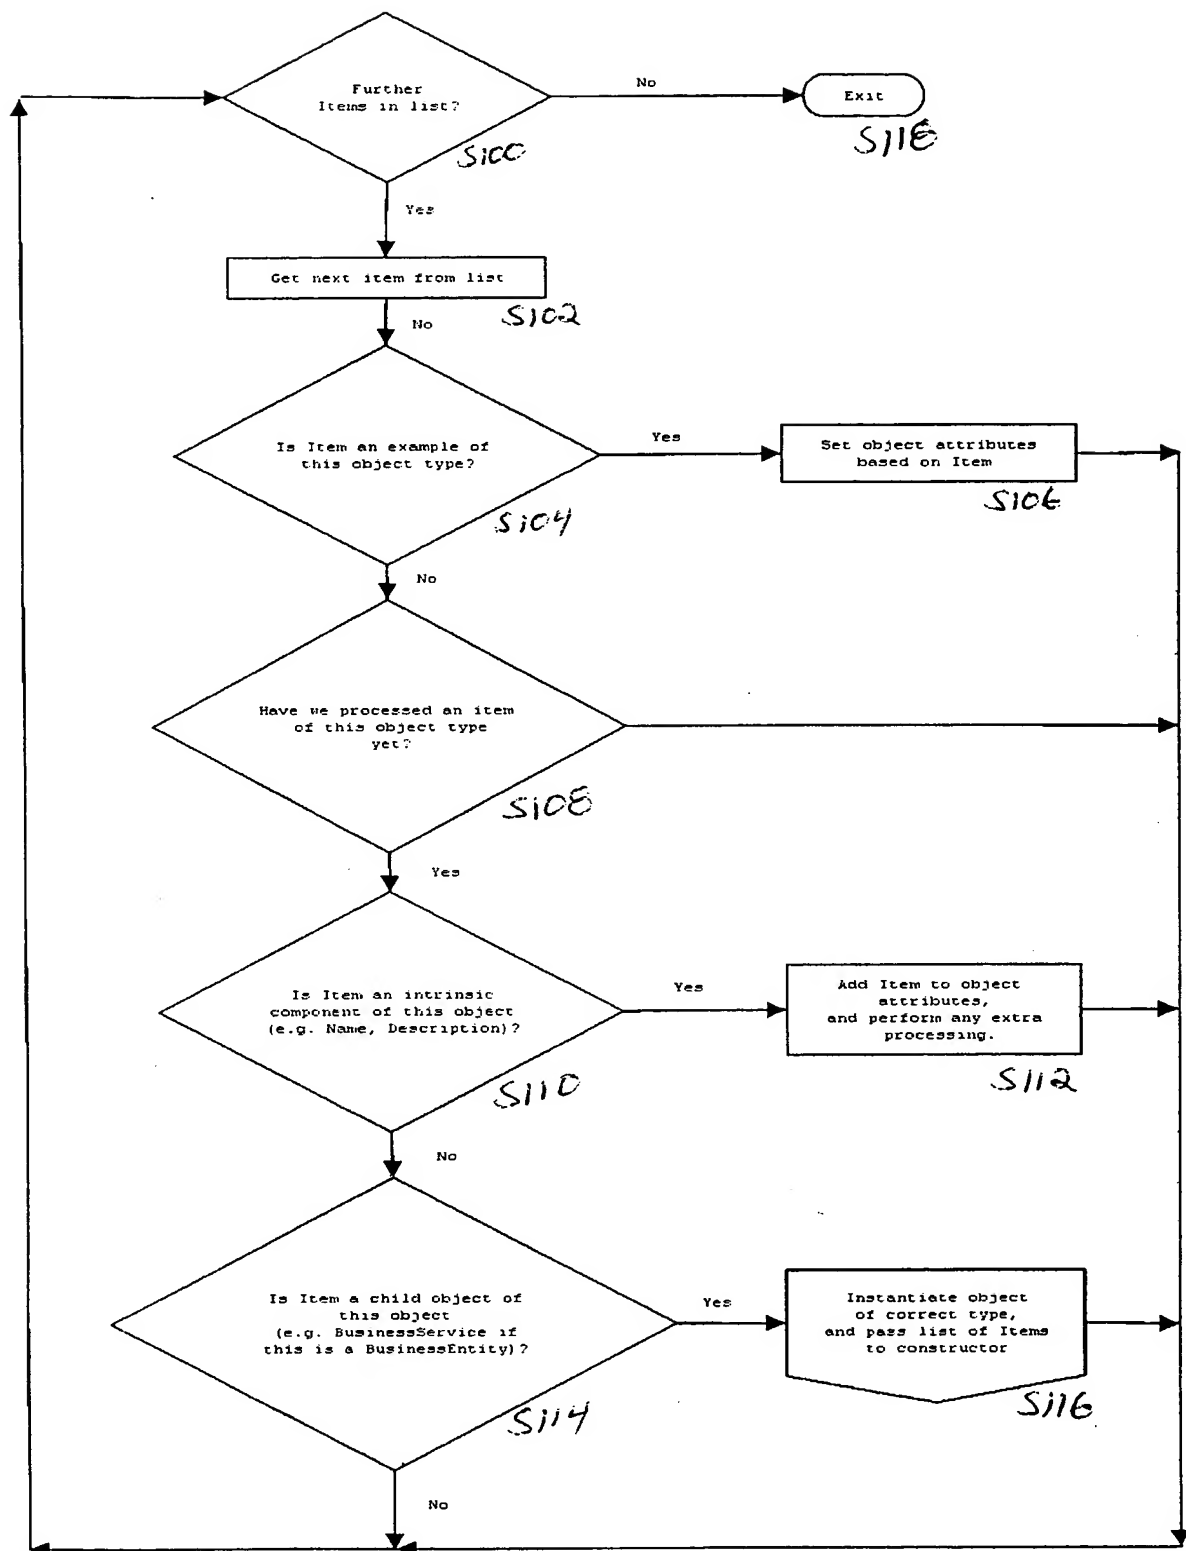 Further
Items in list?
No
Exit
S118
S100
Yes
Get next item from list
S102
No
Is Item an example of
this object type?
Yes
Set object attributes
based on Item
S106
S104
No
Have we processed an item
of this object type
yet?
S108
Yes
Is Item an intrinsic
component of this object
(e.g. Name, Description)?
Yes
Add Item to object
attributes,
and perform any extra
processing.
S112
S110
No
Is Item a child object of
this object
(e.g. BusinessService if
this is a BusinessEntity)?
Yes
Instantiate object
of correct type,
and pass list of Items
to constructor
S116
S114
No